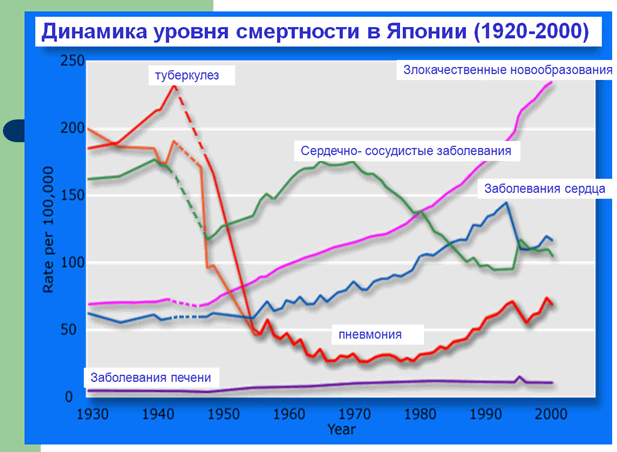 Динамика уровня смертности в Японии (1920-2000)
250
200
150
100
50
0
Rate per 100,000
туберкулез
Злокачественные новообразования
Сердечно- сосудистые заболевания
Заболевания сердца
пневмония
Заболевания печени
1930 1940 1950 1960 1970 1980 1990 2000
Year